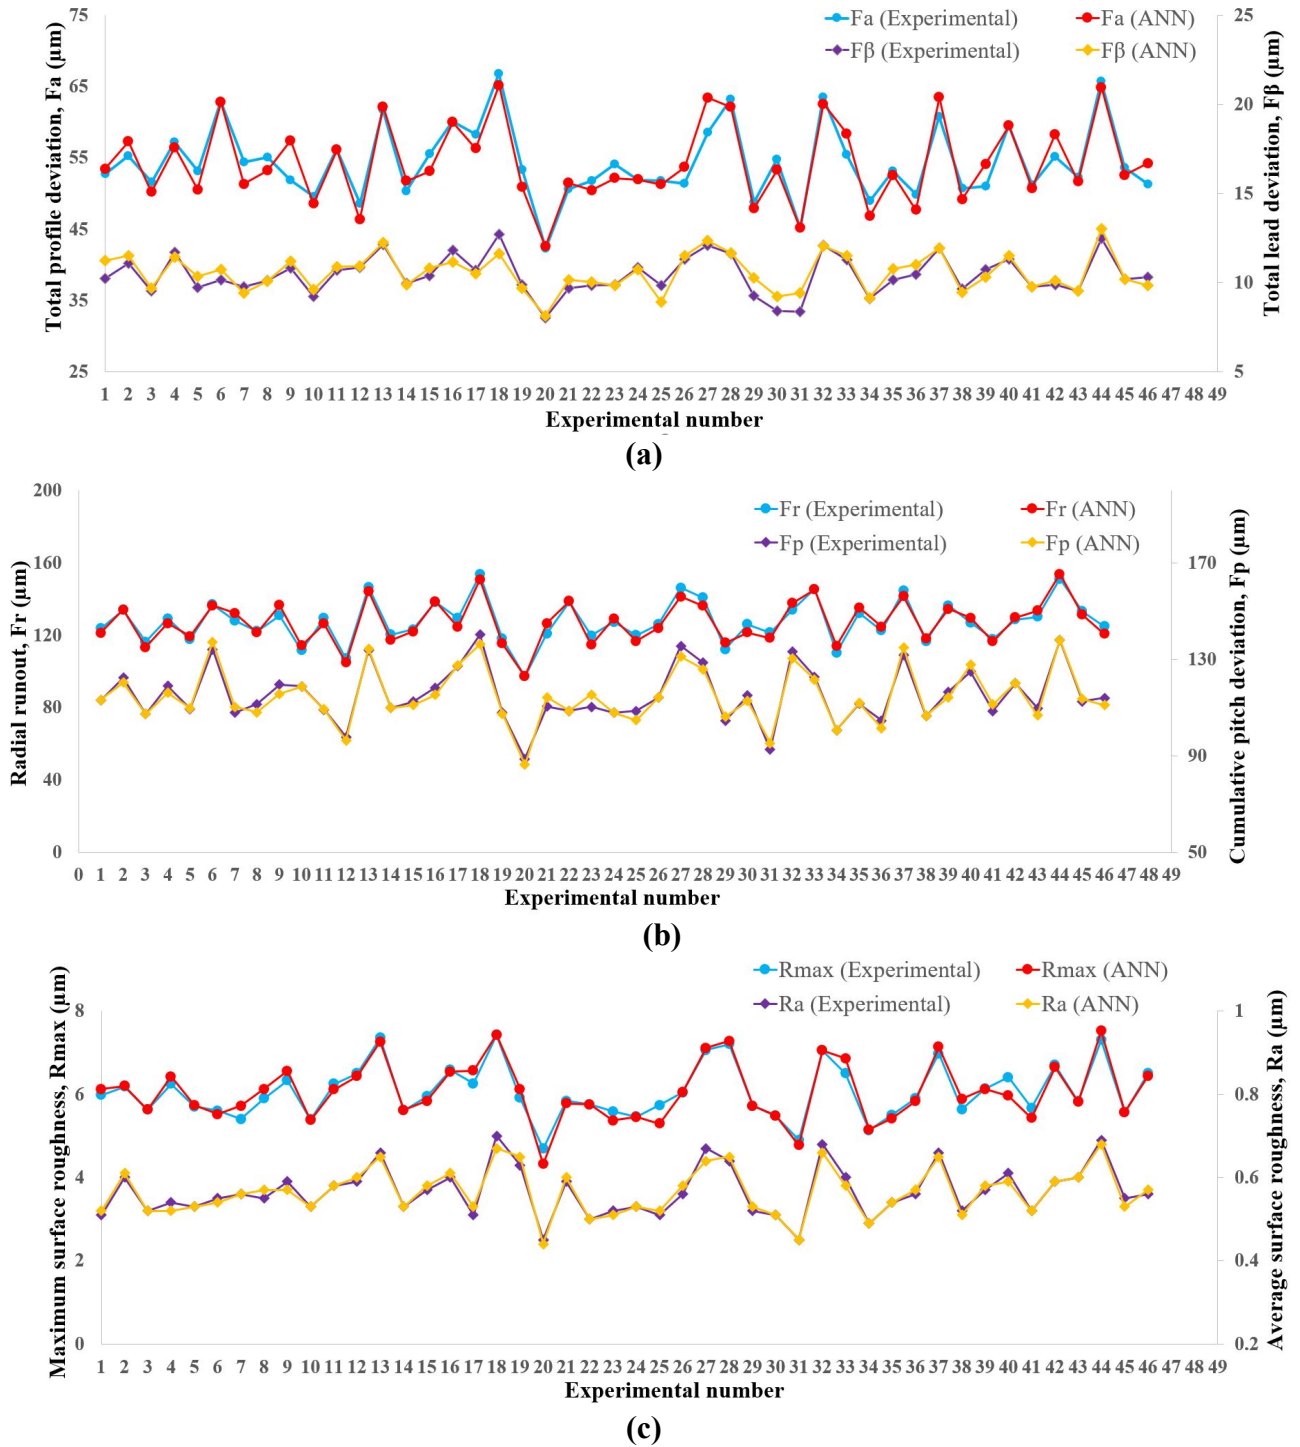 75
65
55
45
35
25
Total profile deviation, Fa (μm)
Fa (Experimental)
Fa (ANN)
Fβ (Experimental)
Fβ (ANN)
25
20
15
10
5
Total lead deviation, Fβ (μm)
1 2 3 4 5 6 7 8 9 10 11 12 13 14 15 16 17 18 19 20 21 22 23 24 25 26 27 28 29 30 31 32 33 34 35 36 37 38 39 40 41 42 43 44 45 46 47 48 49
Experimental number
(a)
200
160
120
80
40
0
Radial runout, Fr (μm)
Fr (Experimental)
Fr (ANN)
Fp (Experimental)
Fp (ANN)
170
130
90
50
Cumulative pitch deviation, Fp (μm)
0 1 2 3 4 5 6 7 8 9 10 11 12 13 14 15 16 17 18 19 20 21 22 23 24 25 26 27 28 29 30 31 32 33 34 35 36 37 38 39 40 41 42 43 44 45 46 47 48 49
Experimental number
(b)
8
6
4
2
0
Maximum surface roughness, Rmax (μm)
Rmax (Experimental)
Rmax (ANN)
Ra (Experimental)
Ra (ANN)
1
0.8
0.6
0.4
0.2
Average surface roughness, Ra (μm)
1 2 3 4 5 6 7 8 9 10 11 12 13 14 15 16 17 18 19 20 21 22 23 24 25 26 27 28 29 30 31 32 33 34 35 36 37 38 39 40 41 42 43 44 45 46 47 48 49
Experimental number
(c)